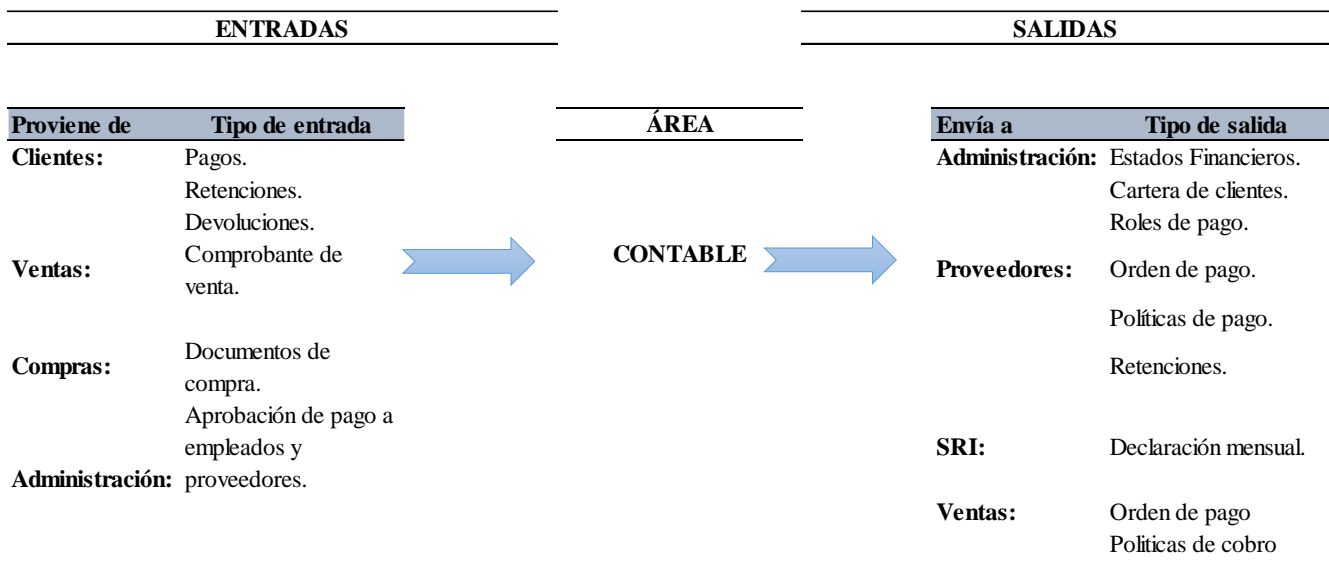 ENTRADAS
SALIDAS
Proviene de Tipo de entrada
ÁREA
Envía a Tipo de salida
Clientes: Pagos.
Retenciones.
Devoluciones.
Ventas: Comprobante de
venta.
Compras: Documentos de
compra.
Aprobación de pago a
empleados y
Administración: proveedores.
CONTABLE
Administración: Estados Financieros.
Cartera de clientes.
Roles de pago.
Proveedores: Orden de pago.
Políticas de pago.
Retenciones.
SRI: Declaración mensual.
Ventas: Orden de pago
Politicas de cobro